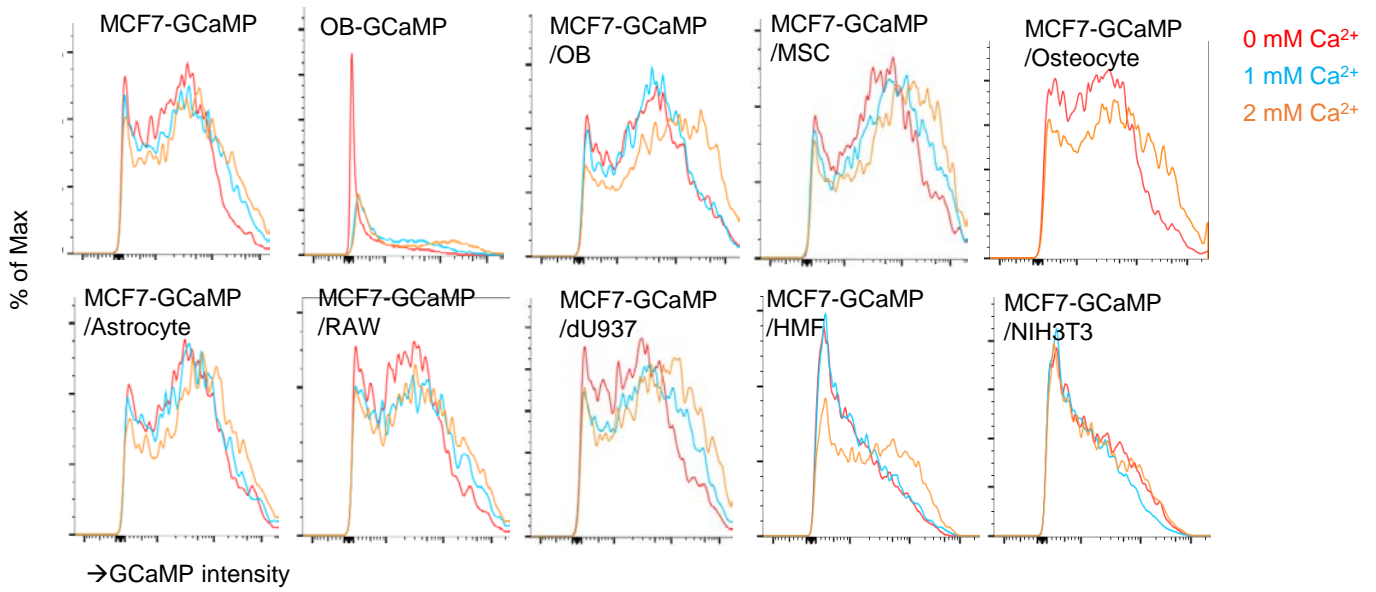 MCF7-GCaMP
OB-GCaMP
MCF7-GCaMP
/OB
MCF7-GCaMP
/MSC
MCF7-GCaMP
/Osteocyte
0 mM Ca²⁺
1 mM Ca²⁺
2 mM Ca²⁺
% of Max
MCF7-GCaMP
/Astrocyte
MCF7-GCaMP
/RAW
MCF7-GCaMP
/dU937
MCF7-GCaMP
/HMF
MCF7-GCaMP
/NIH3T3
→GCaMP intensity